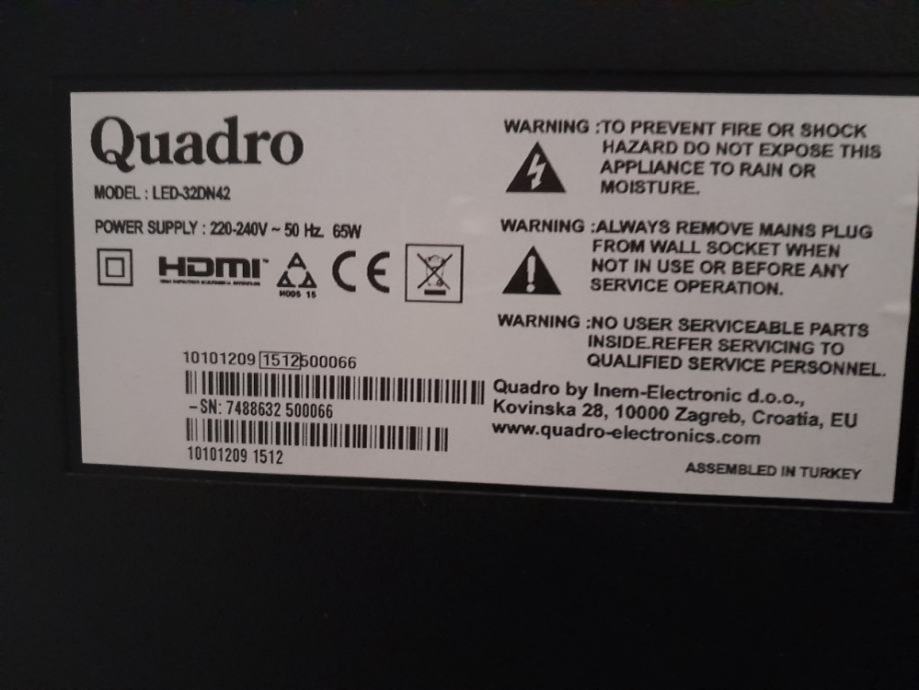 Quadro
MODEL : LED-32DN42
POWER SUPPLY : 220-240V ~ 50 Hz. 65W
HDMI™
CE
10101209 1512500066
–SN: 7488632 500066
10101209 1512
WARNING :TO PREVENT FIRE OR SHOCK
HAZARD DO NOT EXPOSE THIS
APPLIANCE TO RAIN OR
MOISTURE.
WARNING :ALWAYS REMOVE MAINS PLUG
FROM WALL SOCKET WHEN
NOT IN USE OR BEFORE ANY
SERVICE OPERATION.
WARNING :NO USER SERVICEABLE PARTS
INSIDE.REFER SERVICING TO
QUALIFIED SERVICE PERSONNEL.
Quadro by Inem-Electronic d.o.o.,
Kovinska 28, 10000 Zagreb, Croatia, EU
www.quadro-electronics.com
ASSEMBLED IN TURKEY